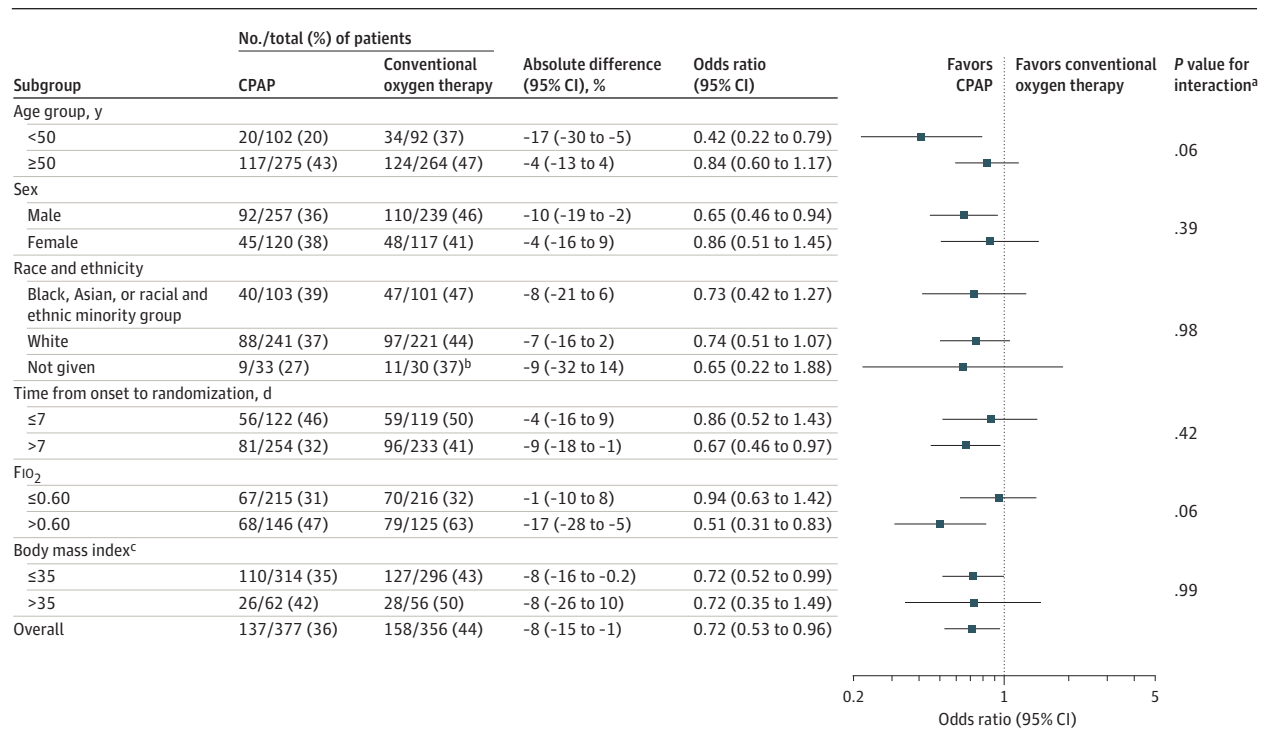 No./total (%) of patients
Subgroup CPAP Conventional oxygen therapy Absolute difference (95% CI), % Odds ratio (95% CI) Favors CPAP Favors conventional oxygen therapy P value for interactionᵃ
Age group, y
<50 20/102 (20) 34/92 (37) -17 (-30 to -5) 0.42 (0.22 to 0.79)
.06
≥50 117/275 (43) 124/264 (47) -4 (-13 to 4) 0.84 (0.60 to 1.17)
Sex
Male 92/257 (36) 110/239 (46) -10 (-19 to -2) 0.65 (0.46 to 0.94)
.39
Female 45/120 (38) 48/117 (41) -4 (-16 to 9) 0.86 (0.51 to 1.45)
Race and ethnicity
Black, Asian, or racial and 40/103 (39) 47/101 (47) -8 (-21 to 6) 0.73 (0.42 to 1.27)
ethnic minority group
.98
White 88/241 (37) 97/221 (44) -7 (-16 to 2) 0.74 (0.51 to 1.07)
Not given 9/33 (27) 11/30 (37)ᵇ -9 (-32 to 14) 0.65 (0.22 to 1.88)
Time from onset to randomization, d
≤7 56/122 (46) 59/119 (50) -4 (-16 to 9) 0.86 (0.52 to 1.43)
.42
>7 81/254 (32) 96/233 (41) -9 (-18 to -1) 0.67 (0.46 to 0.97)
FIO₂
≤0.60 67/215 (31) 70/216 (32) -1 (-10 to 8) 0.94 (0.63 to 1.42)
.06
>0.60 68/146 (47) 79/125 (63) -17 (-28 to -5) 0.51 (0.31 to 0.83)
Body mass indexᶜ
≤35 110/314 (35) 127/296 (43) -8 (-16 to -0.2) 0.72 (0.52 to 0.99)
.99
>35 26/62 (42) 28/56 (50) -8 (-26 to 10) 0.72 (0.35 to 1.49)
Overall 137/377 (36) 158/356 (44) -8 (-15 to -1) 0.72 (0.53 to 0.96)
0.2 1 5
Odds ratio (95% CI)